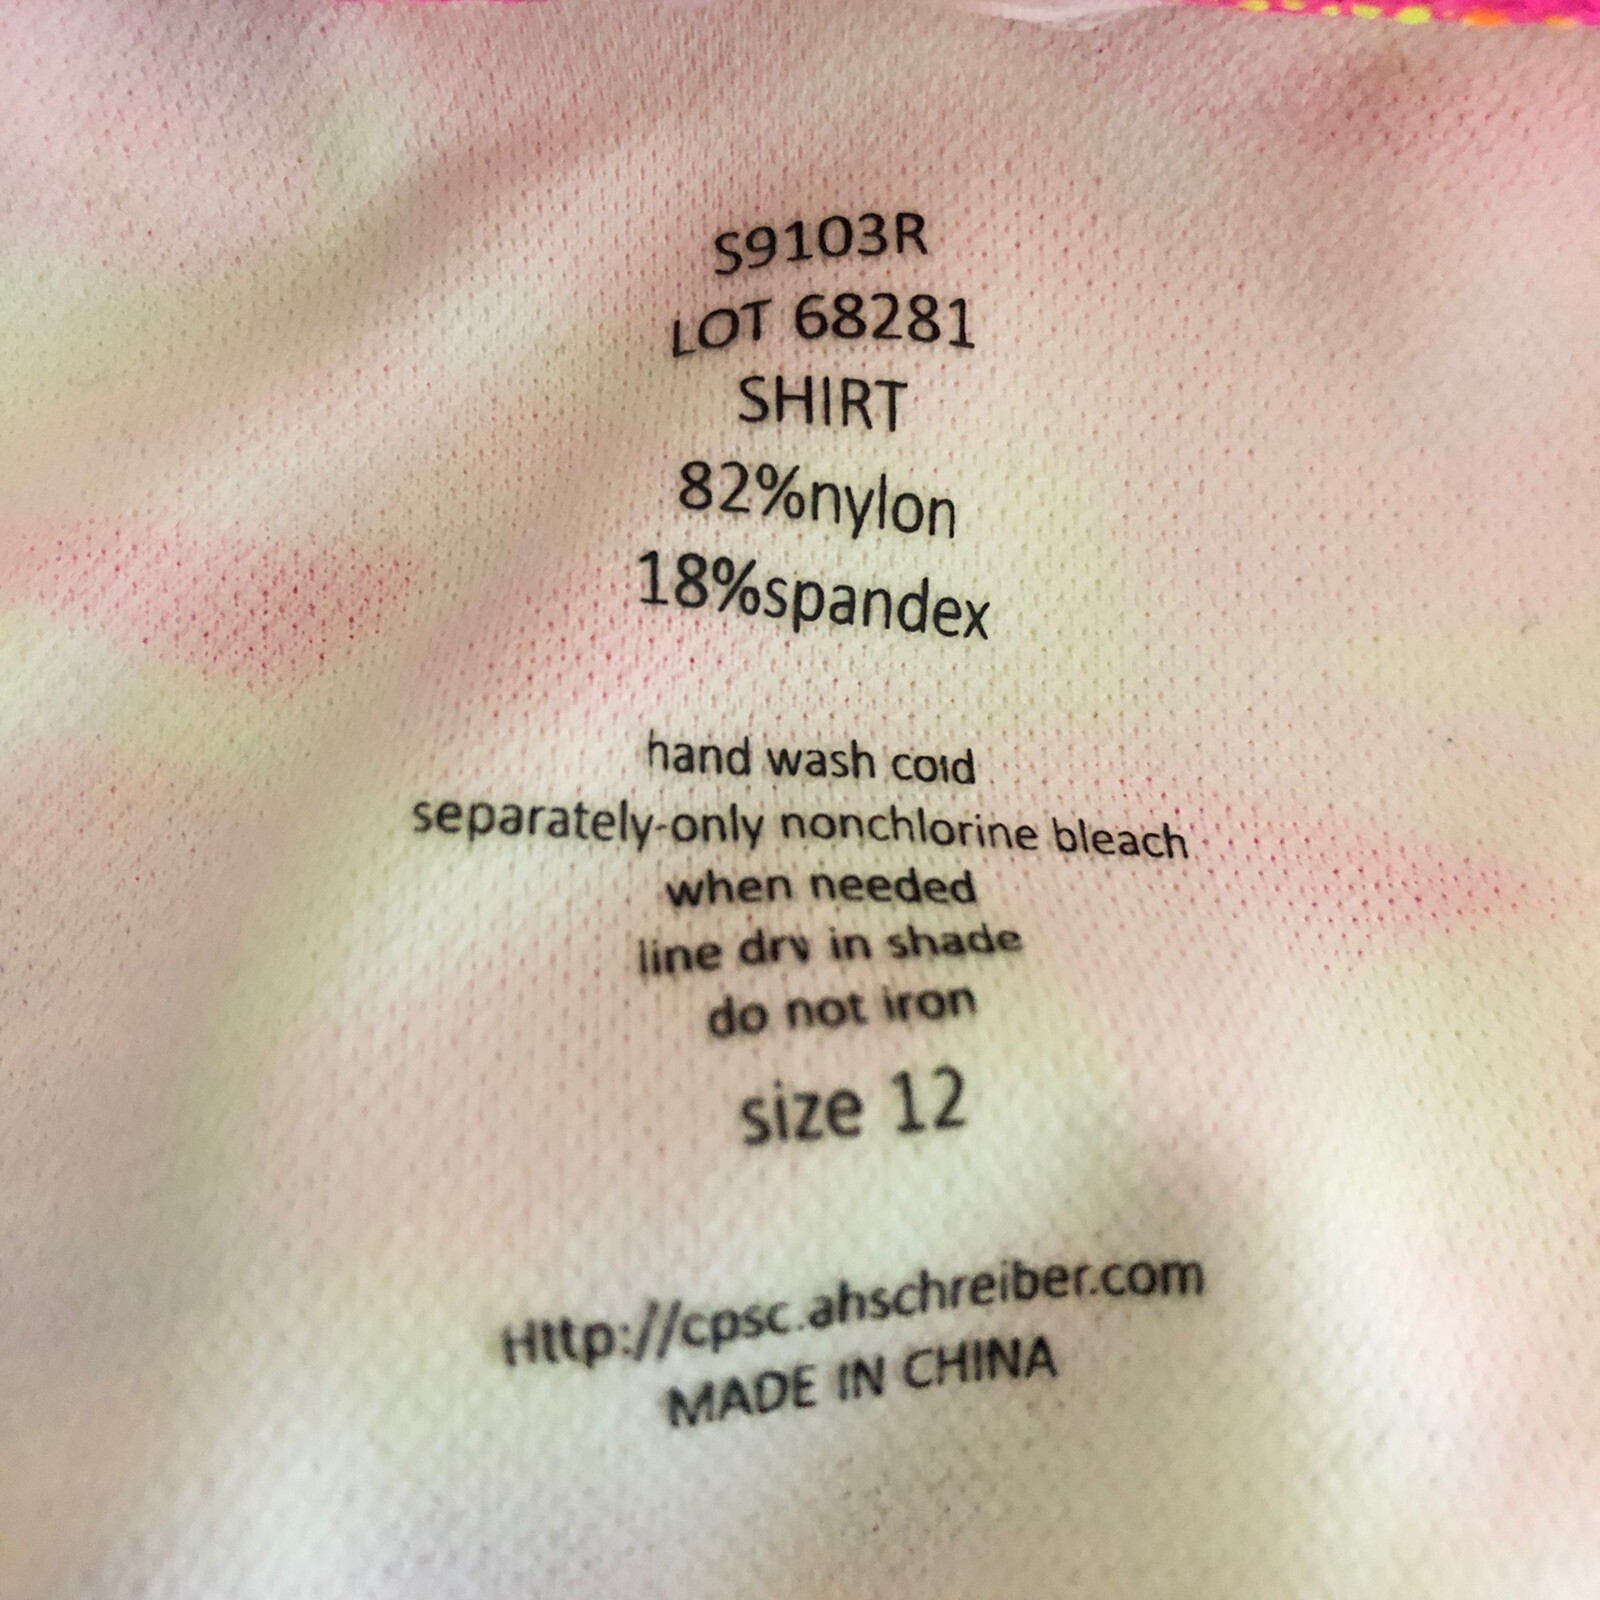 S9103R
LOT 68281
SHIRT
82%nylon
18%spandex
hand wash cold
separately-only nonchlorine bleach
when needed
line dry in shade
do not iron
size 12
Http://cpsc.ahschreiber.com
MADE IN CHINA